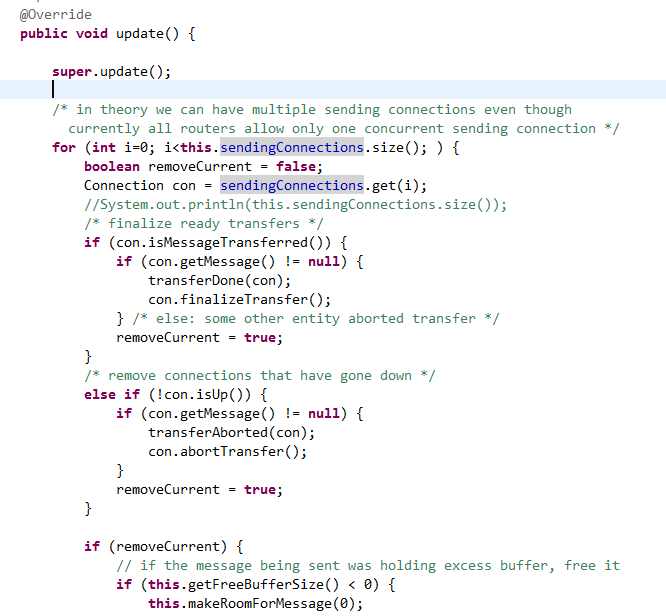 @Override
public void update() {
super.update();
/* in theory we can have multiple sending connections even though
currently all routers allow only one concurrent sending connection */
for (int i=0; i<this.sendingConnections.size(); ) {
boolean removeCurrent = false;
Connection con = sendingConnections.get(i);
//System.out.println(this.sendingConnections.size());
/* finalize ready transfers */
if (con.isMessageTransferred()) {
if (con.getMessage() != null) {
transferDone(con);
con.finalizeTransfer();
} /* else: some other entity aborted transfer */
removeCurrent = true;
}
/* remove connections that have gone down */
else if (!con.isUp()) {
if (con.getMessage() != null) {
transferAborted(con);
con.abortTransfer();
}
removeCurrent = true;
}
if (removeCurrent) {
// if the message being sent was holding excess buffer, free it
if (this.getFreeBufferSize() < 0) {
this.makeRoomForMessage(0);